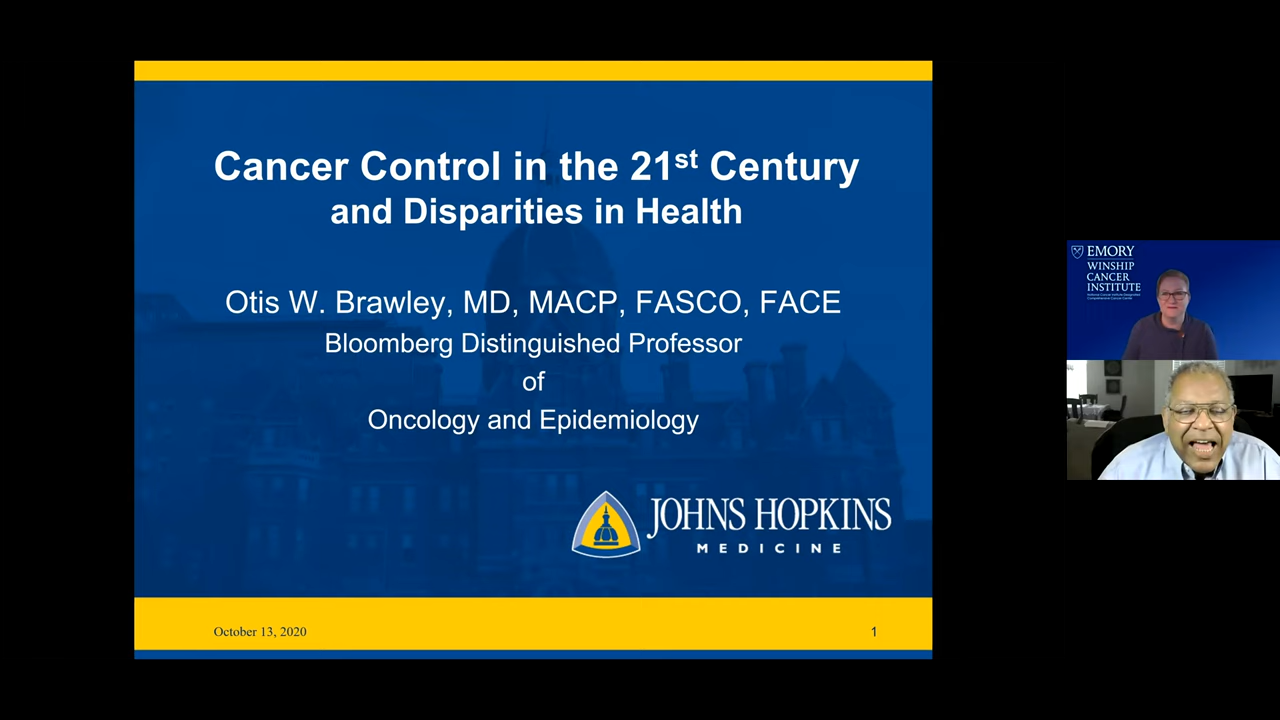 Cancer Control in the 21st Century
and Disparities in Health
Otis W. Brawley, MD, MACP, FASCO, FACE
Bloomberg Distinguished Professor
of
Oncology and Epidemiology
JOHNS HOPKINS
MEDICINE
October 13, 2020
1
EMORY
WINSHIP
CANCER
INSTITUTE